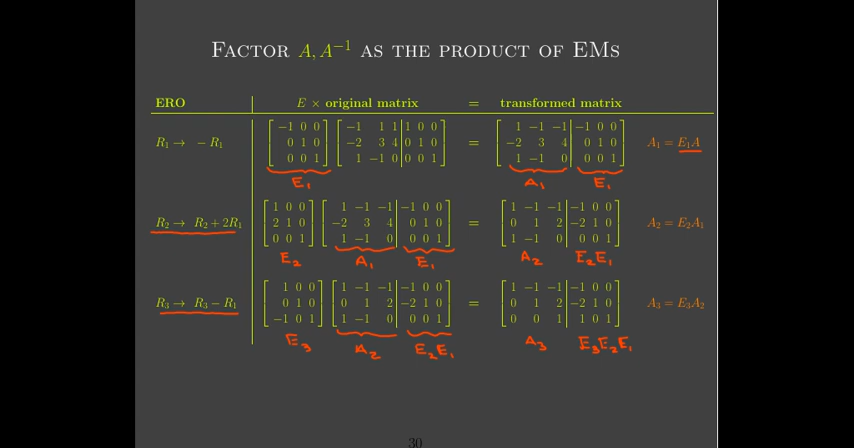 FACTOR A, A⁻¹ AS THE PRODUCT OF EMS
ERO E × original matrix = transformed matrix
−1 0 0 −1 1 1 1 0 0 1 −1 −1 −1 0 0
R₁ → −R₁ 0 1 0 −2 3 4 0 1 0 = −2 3 4 0 1 0 A₁ = E₁A
0 0 1 1 −1 0 0 0 1 1 −1 0 0 0 1
E₁ A₁ E₁
1 0 0 1 −1 −1 −1 0 0 1 −1 −1 −1 0 0
R₂ → R₂ + 2R₁ 2 1 0 −2 3 4 0 1 0 = 0 1 2 −2 1 0 A₂ = E₂A₁
0 0 1 1 −1 0 0 0 1 1 −1 0 0 0 1
E₂ A₁ E₁ A₂ E₂E₁
1 0 0 1 −1 −1 −1 0 0 1 −1 −1 −1 0 0
R₃ → R₃ − R₁ 0 1 0 0 1 2 −2 1 0 = 0 1 2 −2 1 0 A₃ = E₃A₂
−1 0 1 1 −1 0 0 0 1 0 0 1 1 0 1
E₃ A₂ E₂E₁ A₃ E₃E₂E₁
30